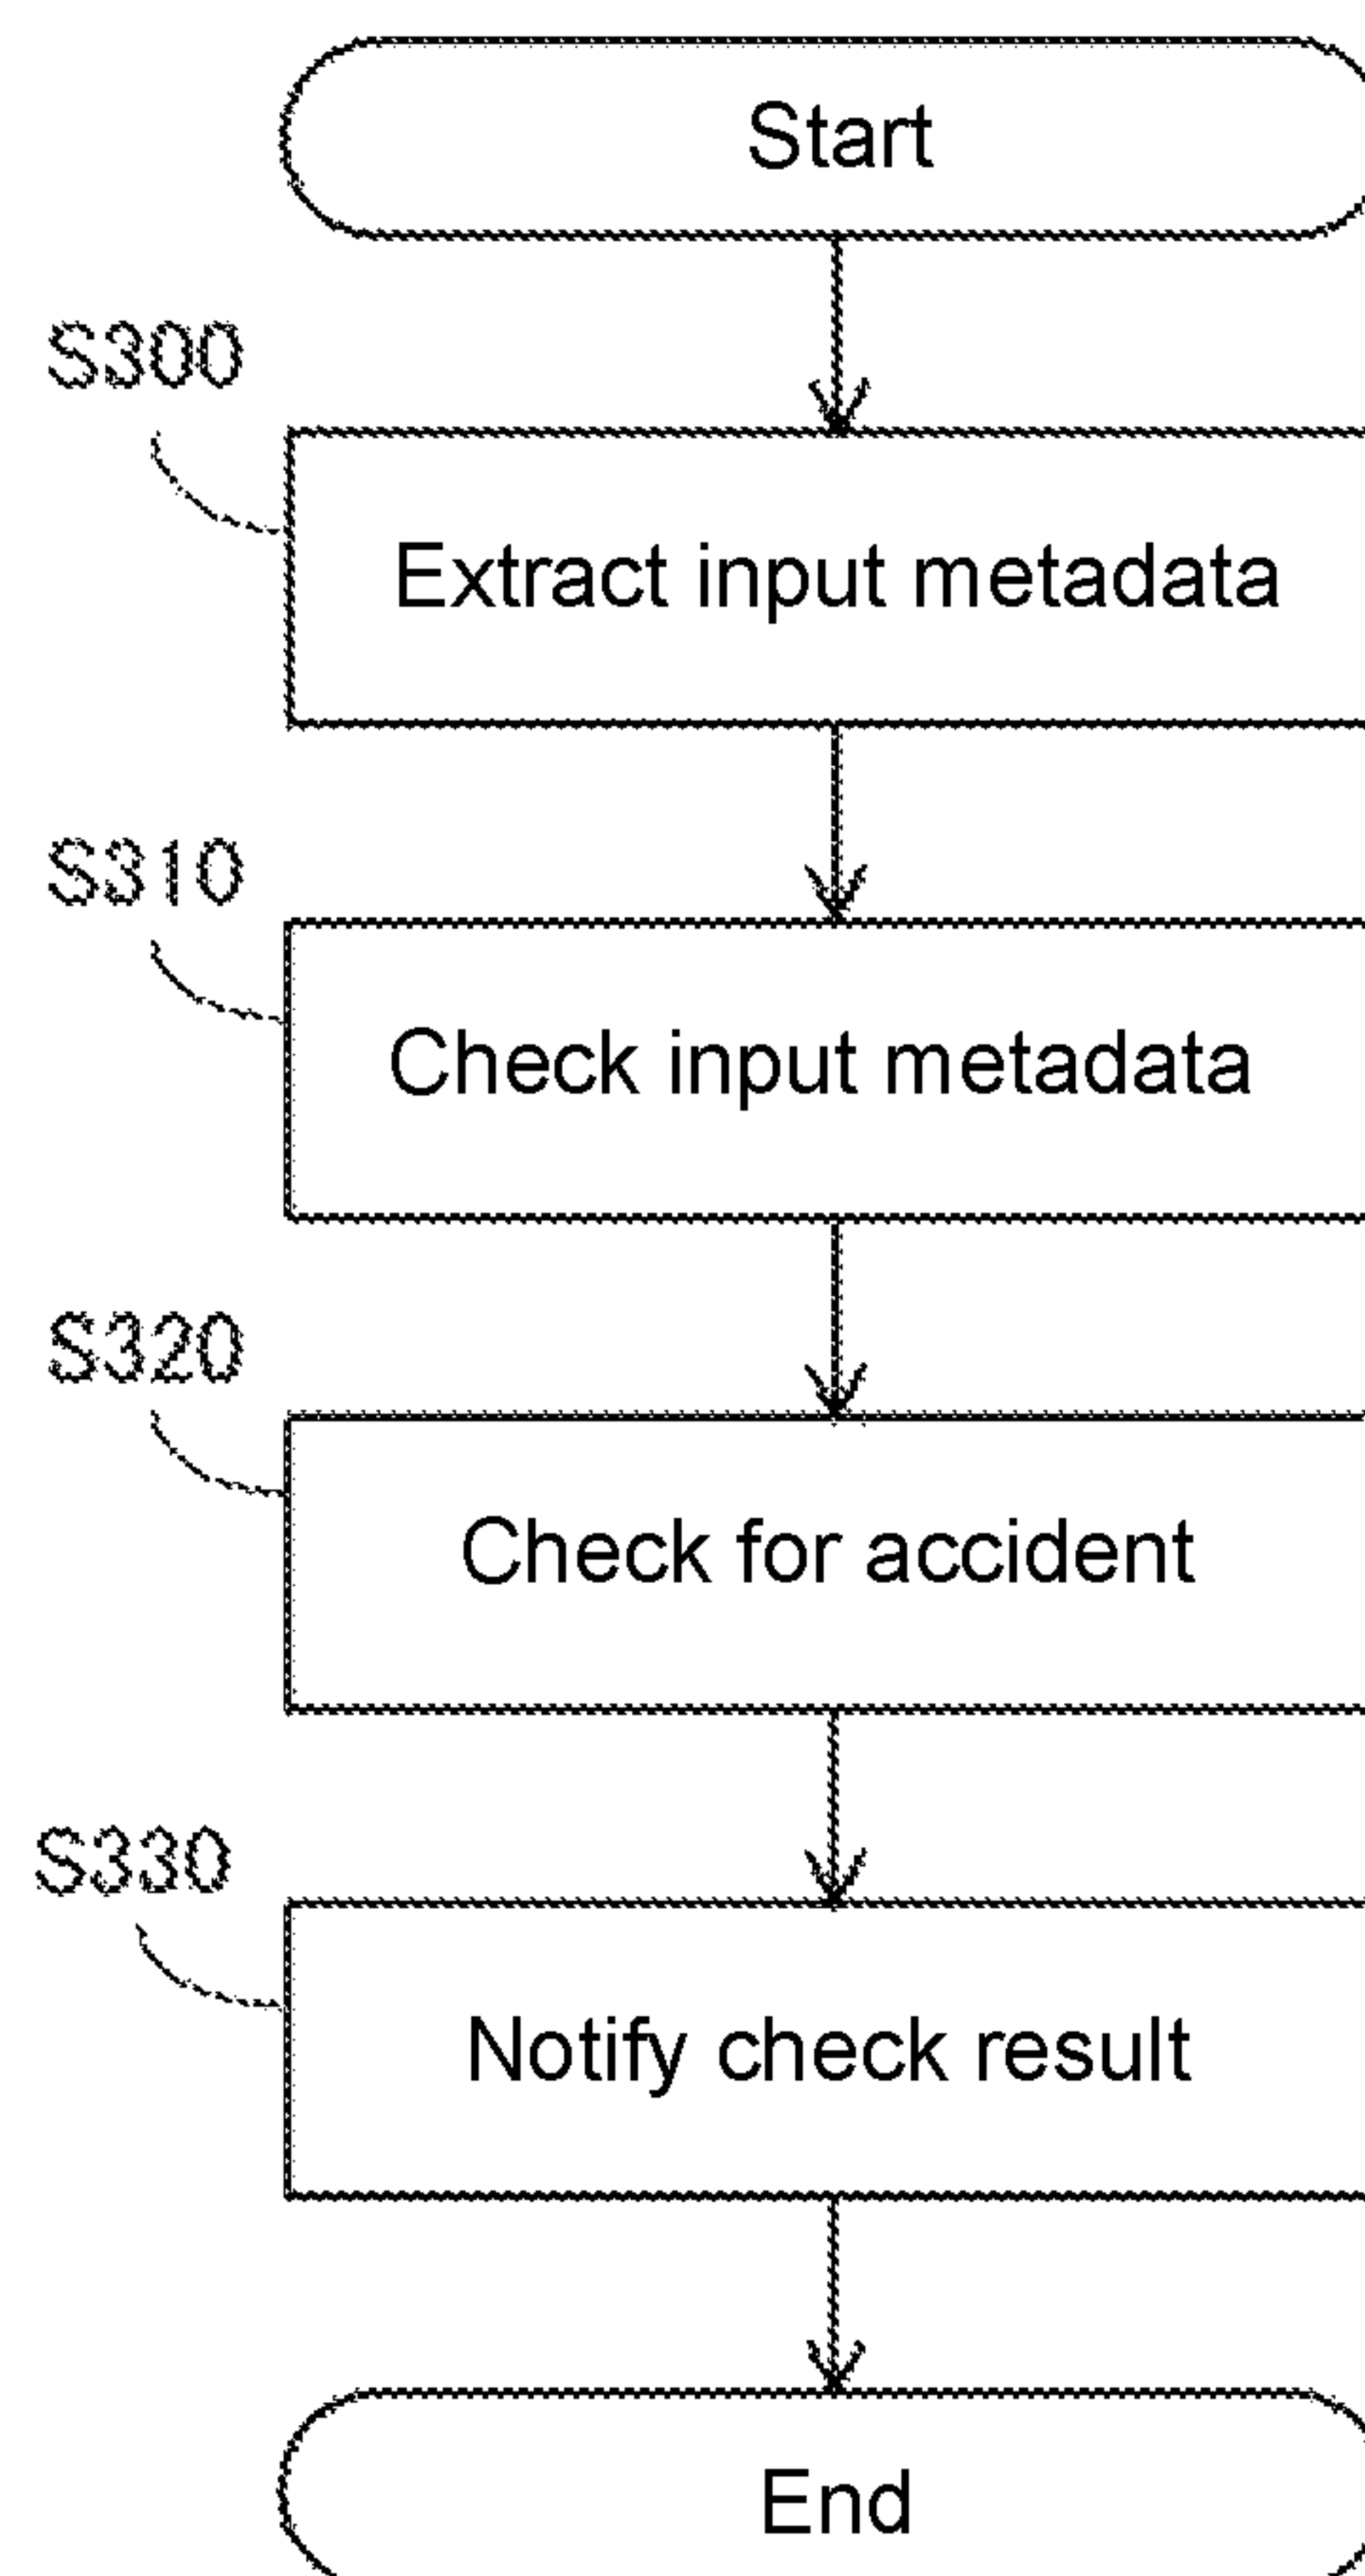 Start
S300
Extract input metadata
S310
Check input metadata
S320
Check for accident
S330
Notify check result
End